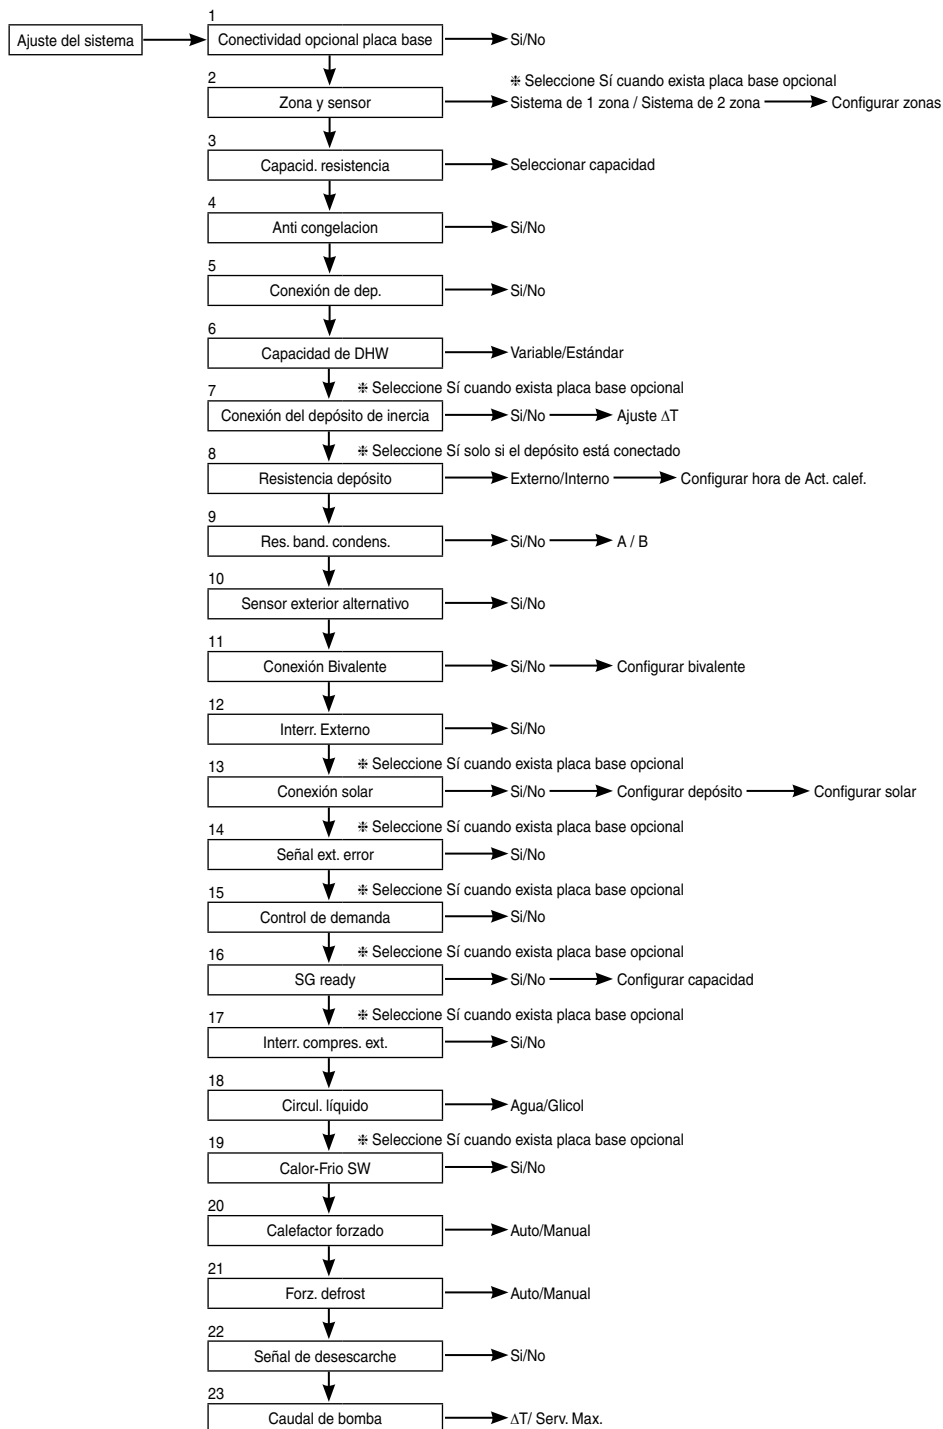 1
Ajuste del sistema
Conectividad opcional placa base
Si/No
2
❈ Seleccione Sí cuando exista placa base opcional
Zona y sensor
Sistema de 1 zona / Sistema de 2 zona
Configurar zonas
3
Capacid. resistencia
Seleccionar capacidad
4
Anti congelacion
Si/No
5
Conexión de dep.
Si/No
6
Capacidad de DHW
Variable/Estándar
7
❈ Seleccione Sí cuando exista placa base opcional
Conexión del depósito de inercia
Si/No
Ajuste ΔT
8
❈ Seleccione Sí solo si el depósito está conectado
Resistencia depósito
Externo/Interno
Configurar hora de Act. calef.
9
Res. band. condens.
Si/No
A / B
10
Sensor exterior alternativo
Si/No
11
Conexión Bivalente
Si/No
Configurar bivalente
12
Interr. Externo
Si/No
13
❈ Seleccione Sí cuando exista placa base opcional
Conexión solar
Si/No
Configurar depósito
Configurar solar
14
❈ Seleccione Sí cuando exista placa base opcional
Señal ext. error
Si/No
15
❈ Seleccione Sí cuando exista placa base opcional
Control de demanda
Si/No
16
❈ Seleccione Sí cuando exista placa base opcional
SG ready
Si/No
Configurar capacidad
17
❈ Seleccione Sí cuando exista placa base opcional
Interr. compres. ext.
Si/No
18
Circul. líquido
Agua/Glicol
19
❈ Seleccione Sí cuando exista placa base opcional
Calor-Frio SW
Si/No
20
Calefactor forzado
Auto/Manual
21
Forz. defrost
Auto/Manual
22
Señal de desescarche
Si/No
23
Caudal de bomba
ΔT/ Serv. Max.